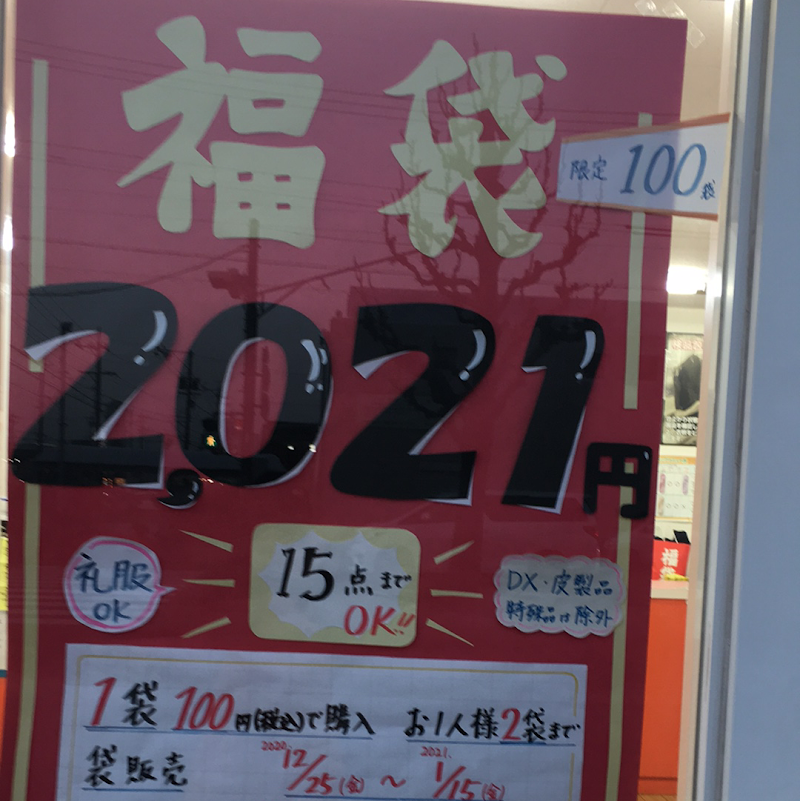 福袋
限定 100袋
2,021円
礼服
OK
15点まで
OK!!
DX・皮製品
特殊品は除外
1袋100円(税込)で購入 お1人様2袋まで
袋販売 2020. 12/25(金) ～ 2021. 1/15(金)
福袋